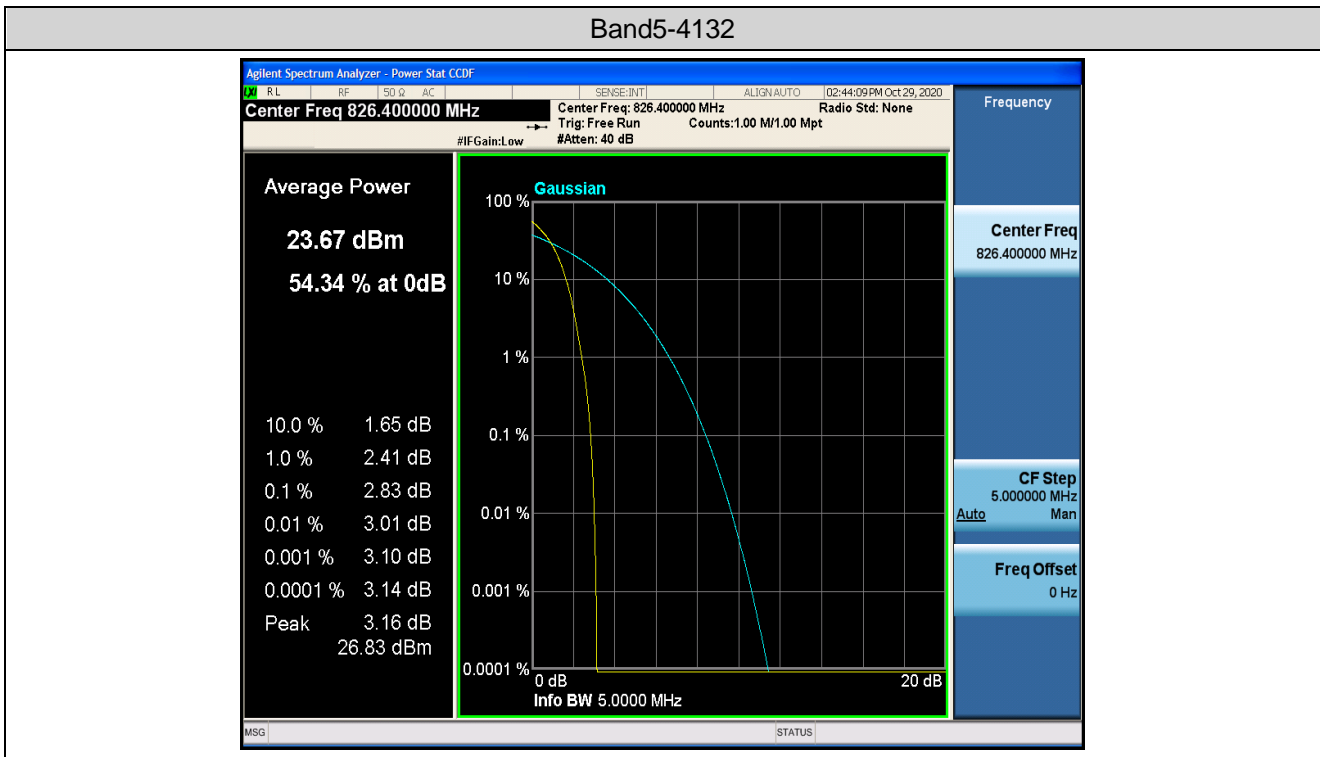 Band5-4132
Agilent Spectrum Analyzer - Power Stat CCDF
LXI RL RF 50 Ω AC SENSE:INT ALIGN AUTO 02:44:09 PM Oct 29, 2020
Center Freq 826.400000 MHz
Center Freq: 826.400000 MHz Radio Std: None
Trig: Free Run Counts:1.00 M/1.00 Mpt
#IFGain:Low #Atten: 40 dB
Average Power
23.67 dBm
54.34 % at 0dB
10.0 % 1.65 dB
1.0 % 2.41 dB
0.1 % 2.83 dB
0.01 % 3.01 dB
0.001 % 3.10 dB
0.0001 % 3.14 dB
Peak 3.16 dB
26.83 dBm
Gaussian
100 %
10 %
1 %
0.1 %
0.01 %
0.001 %
0.0001 %
0 dB 20 dB
Info BW 5.0000 MHz
Frequency
Center Freq
826.400000 MHz
CF Step
5.000000 MHz
Auto Man
Freq Offset
0 Hz
MSG STATUS